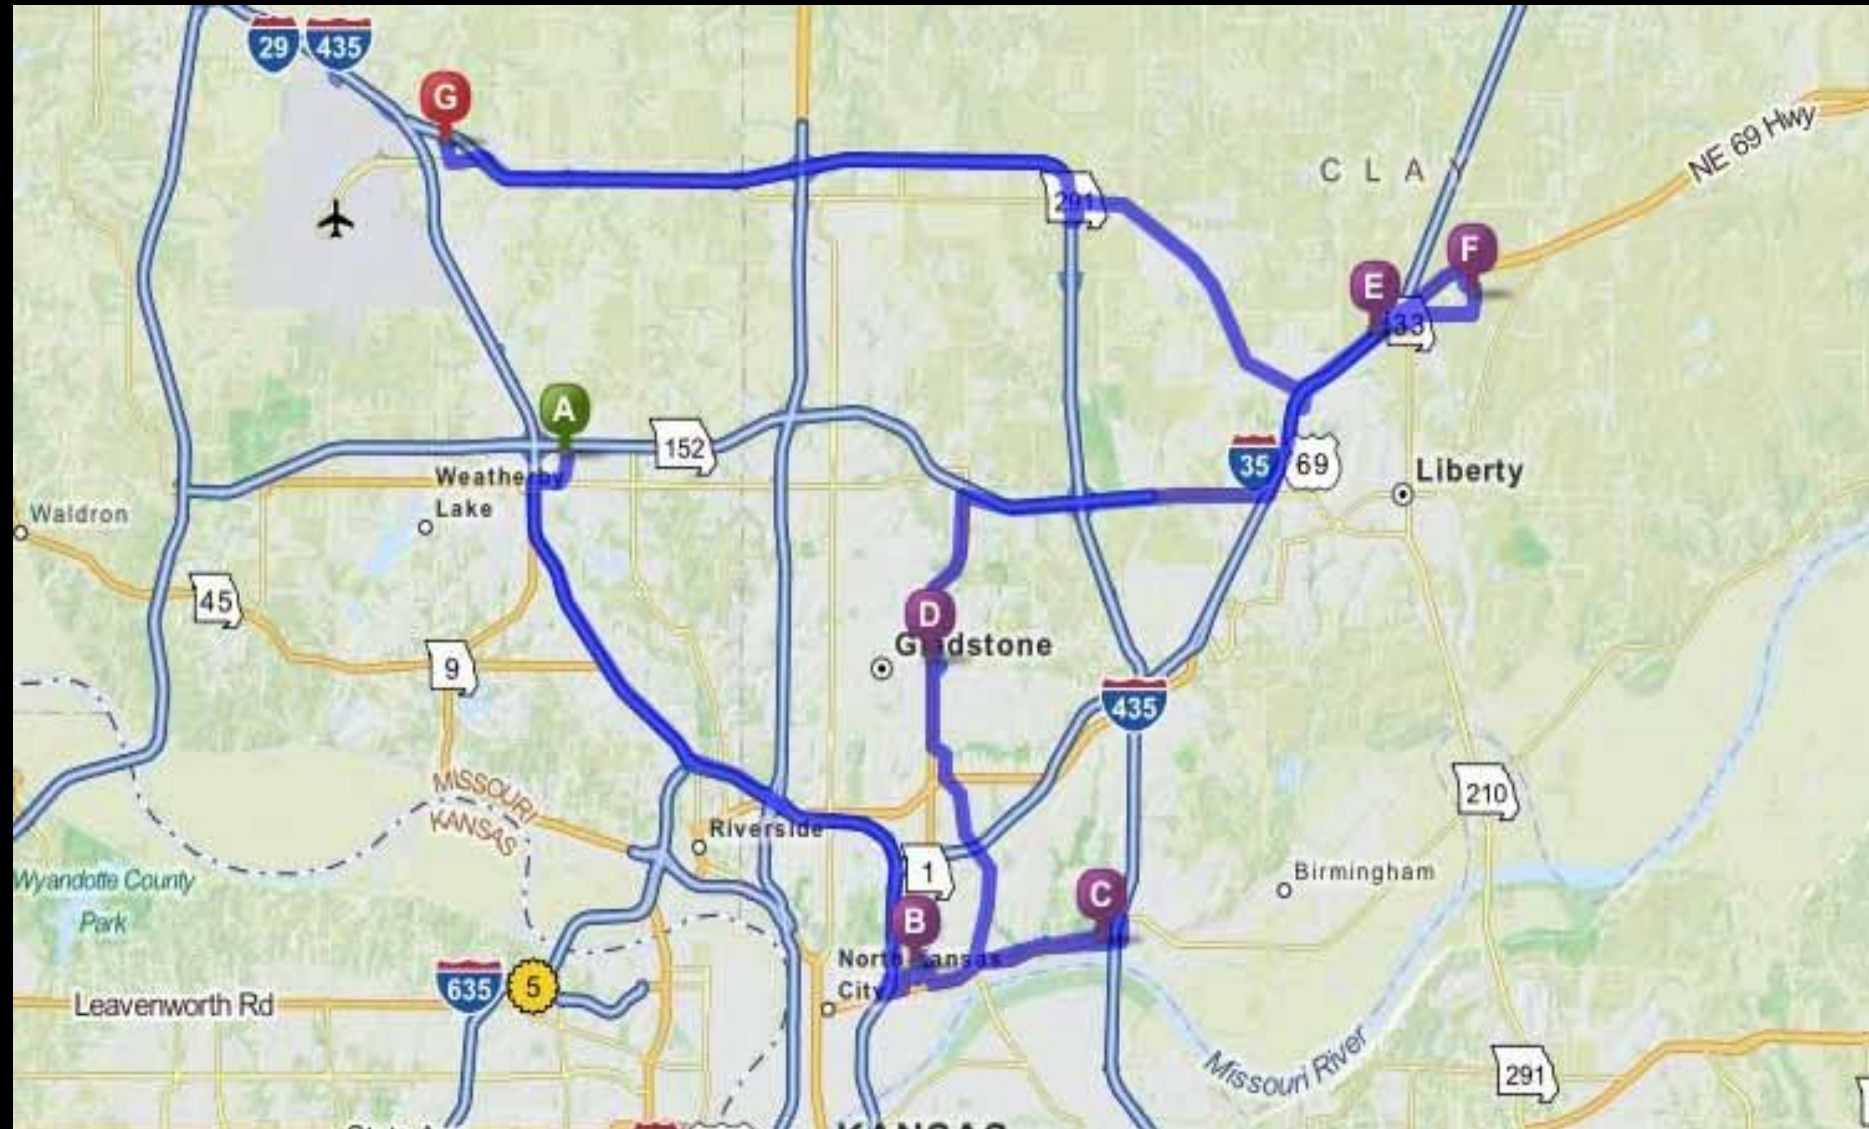 29
435
G
291
C L A Y
NE 69 Hwy
F
E
33
A
152
Weatherby
Lake
35
69
Liberty
Waldron
45
D
Gladstone
9
435
MISSOURI
KANSAS
210
Riverside
1
Birmingham
Wyandotte County
Park
C
B
North Kansas
City
635
5
Leavenworth Rd
Missouri River
291
KANSAS